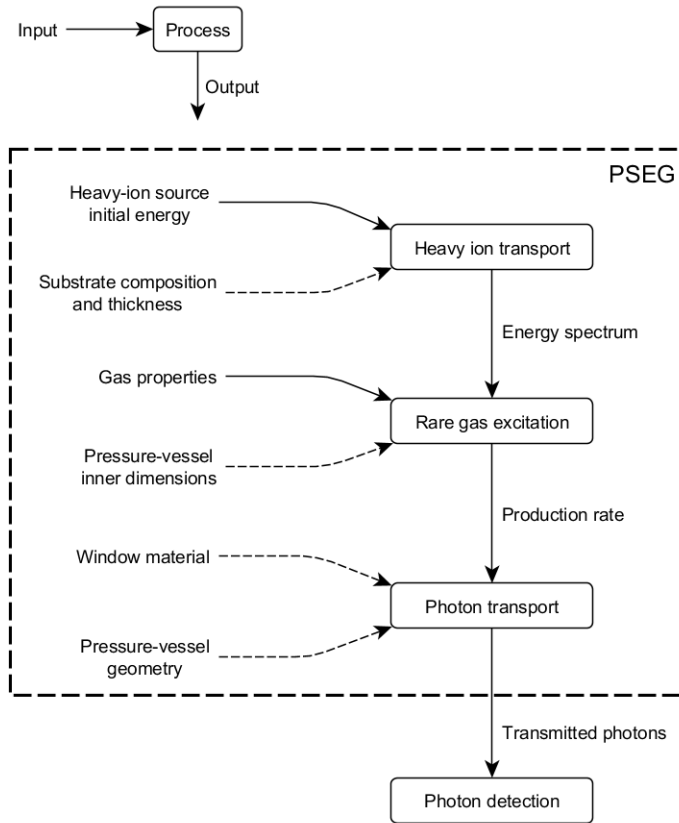 Input
Process
Output
PSEG
Heavy-ion source
initial energy
Heavy ion transport
Substrate composition
and thickness
Energy spectrum
Gas properties
Rare gas excitation
Pressure-vessel
inner dimensions
Production rate
Window material
Photon transport
Pressure-vessel
geometry
Transmitted photons
Photon detection